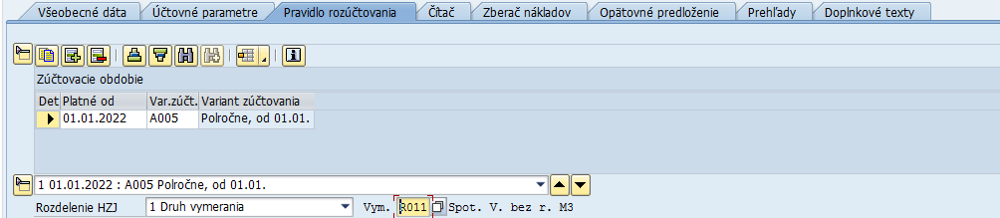 Všeobecné dáta Účtovné parametre Pravidlo rozúčtovania Čítač Zberač nákladov Opätovné predloženie Prehľady Doplnkové texty
Zúčtovacie obdobie
Det Platné od Var.zúčt. Variant zúčtovania
01.01.2022 A005 Polročne, od 01.01.
1 01.01.2022 : A005 Polročne, od 01.01.
Rozdelenie HZJ 1 Druh vymerania Vym. R011 Spot. V. bez r. M3